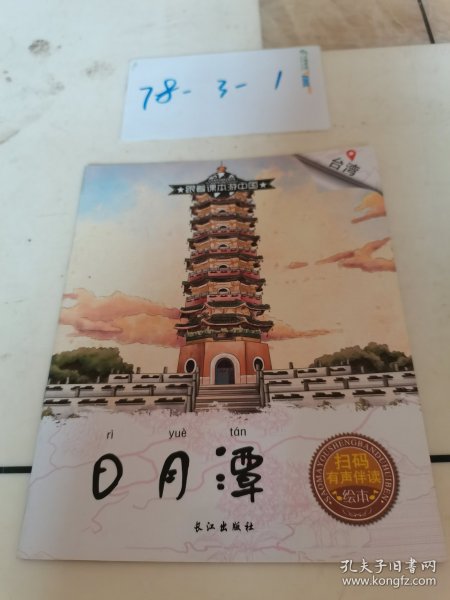 78-3-1
台湾
★跟着课本游中国★
rì yuè tán
日月潭
SAOMAYOUSHENGBANDUHUIBEN
扫码
有声伴读
绘本
长江出版社
孔夫子旧书网
www.kongfz.com